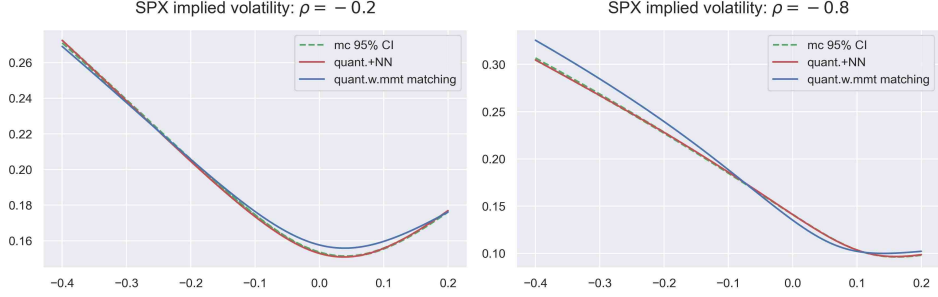 SPX implied volatility: ρ = −0.2
mc 95% CI
quant.+NN
quant.w.mmt matching
0.26
0.24
0.22
0.20
0.18
0.16
−0.4 −0.3 −0.2 −0.1 0.0 0.1 0.2
SPX implied volatility: ρ = −0.8
mc 95% CI
quant.+NN
quant.w.mmt matching
0.30
0.25
0.20
0.15
0.10
−0.4 −0.3 −0.2 −0.1 0.0 0.1 0.2